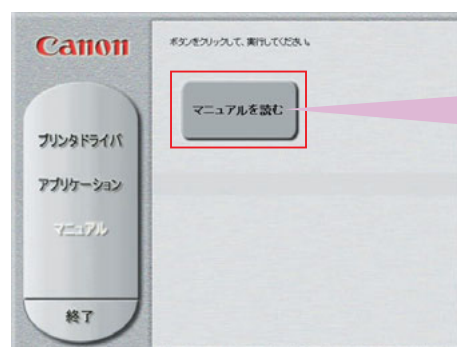 Canon
ボタンをクリックして、実行してください。
マニュアルを読む
プリンタドライバ
アプリケーション
マニュアル
終了